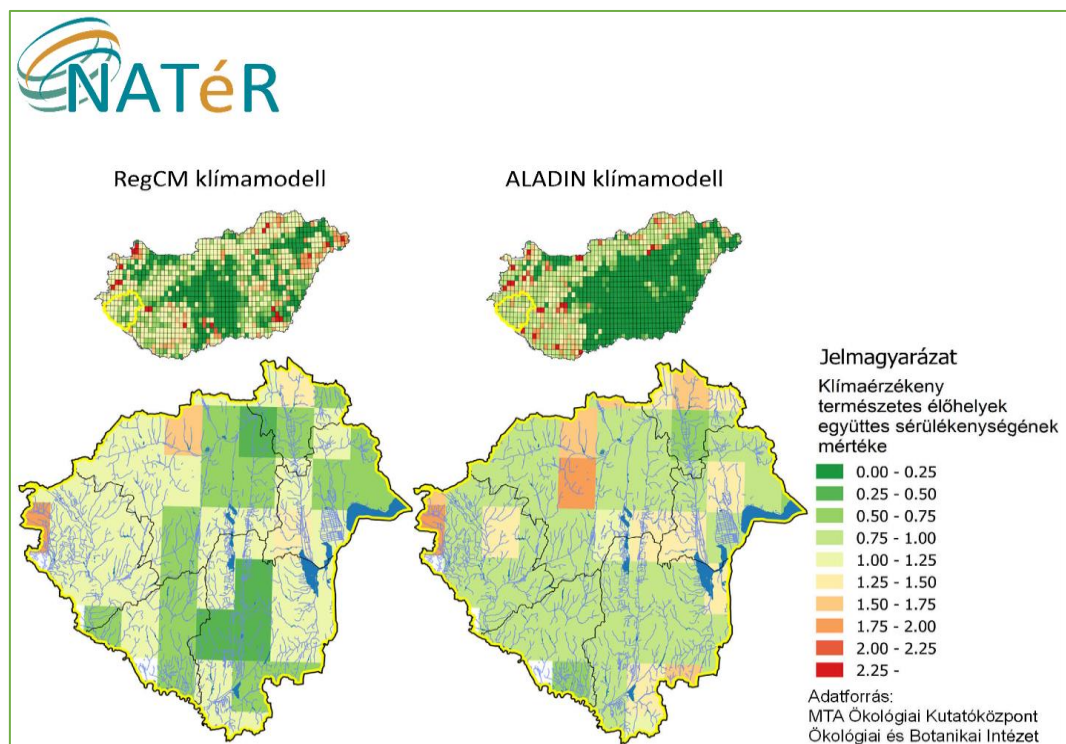 NATéR
RegCM klímamodell
ALADIN klímamodell
Jelmagyarázat
Klímaérzékeny
természetes élőhelyek
együttes sérülékenységének
mértéke
0.00 - 0.25
0.25 - 0.50
0.50 - 0.75
0.75 - 1.00
1.00 - 1.25
1.25 - 1.50
1.50 - 1.75
1.75 - 2.00
2.00 - 2.25
2.25 -
Adatforrás:
MTA Ökológiai Kutatóközpont
Ökológiai és Botanikai Intézet